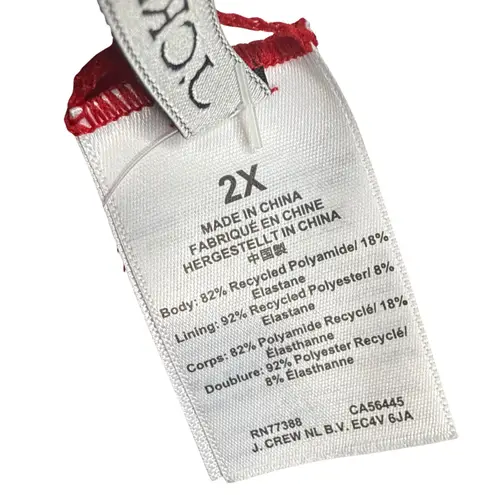 J.CR
2X
MADE IN CHINA
FABRIQUÉ EN CHINE
HERGESTELLT IN CHINA
中国製
Body: 82% Recycled Polyamide/ 18%
Elastane
Lining: 92% Recycled Polyester/ 8%
Elastane
Corps: 82% Polyamide Recyclé/ 18%
Élasthanne
Doublure: 92% Polyester Recyclé/
8% Élasthanne
RN77388 CA56445
J. CREW NL B.V. EC4V 6JA